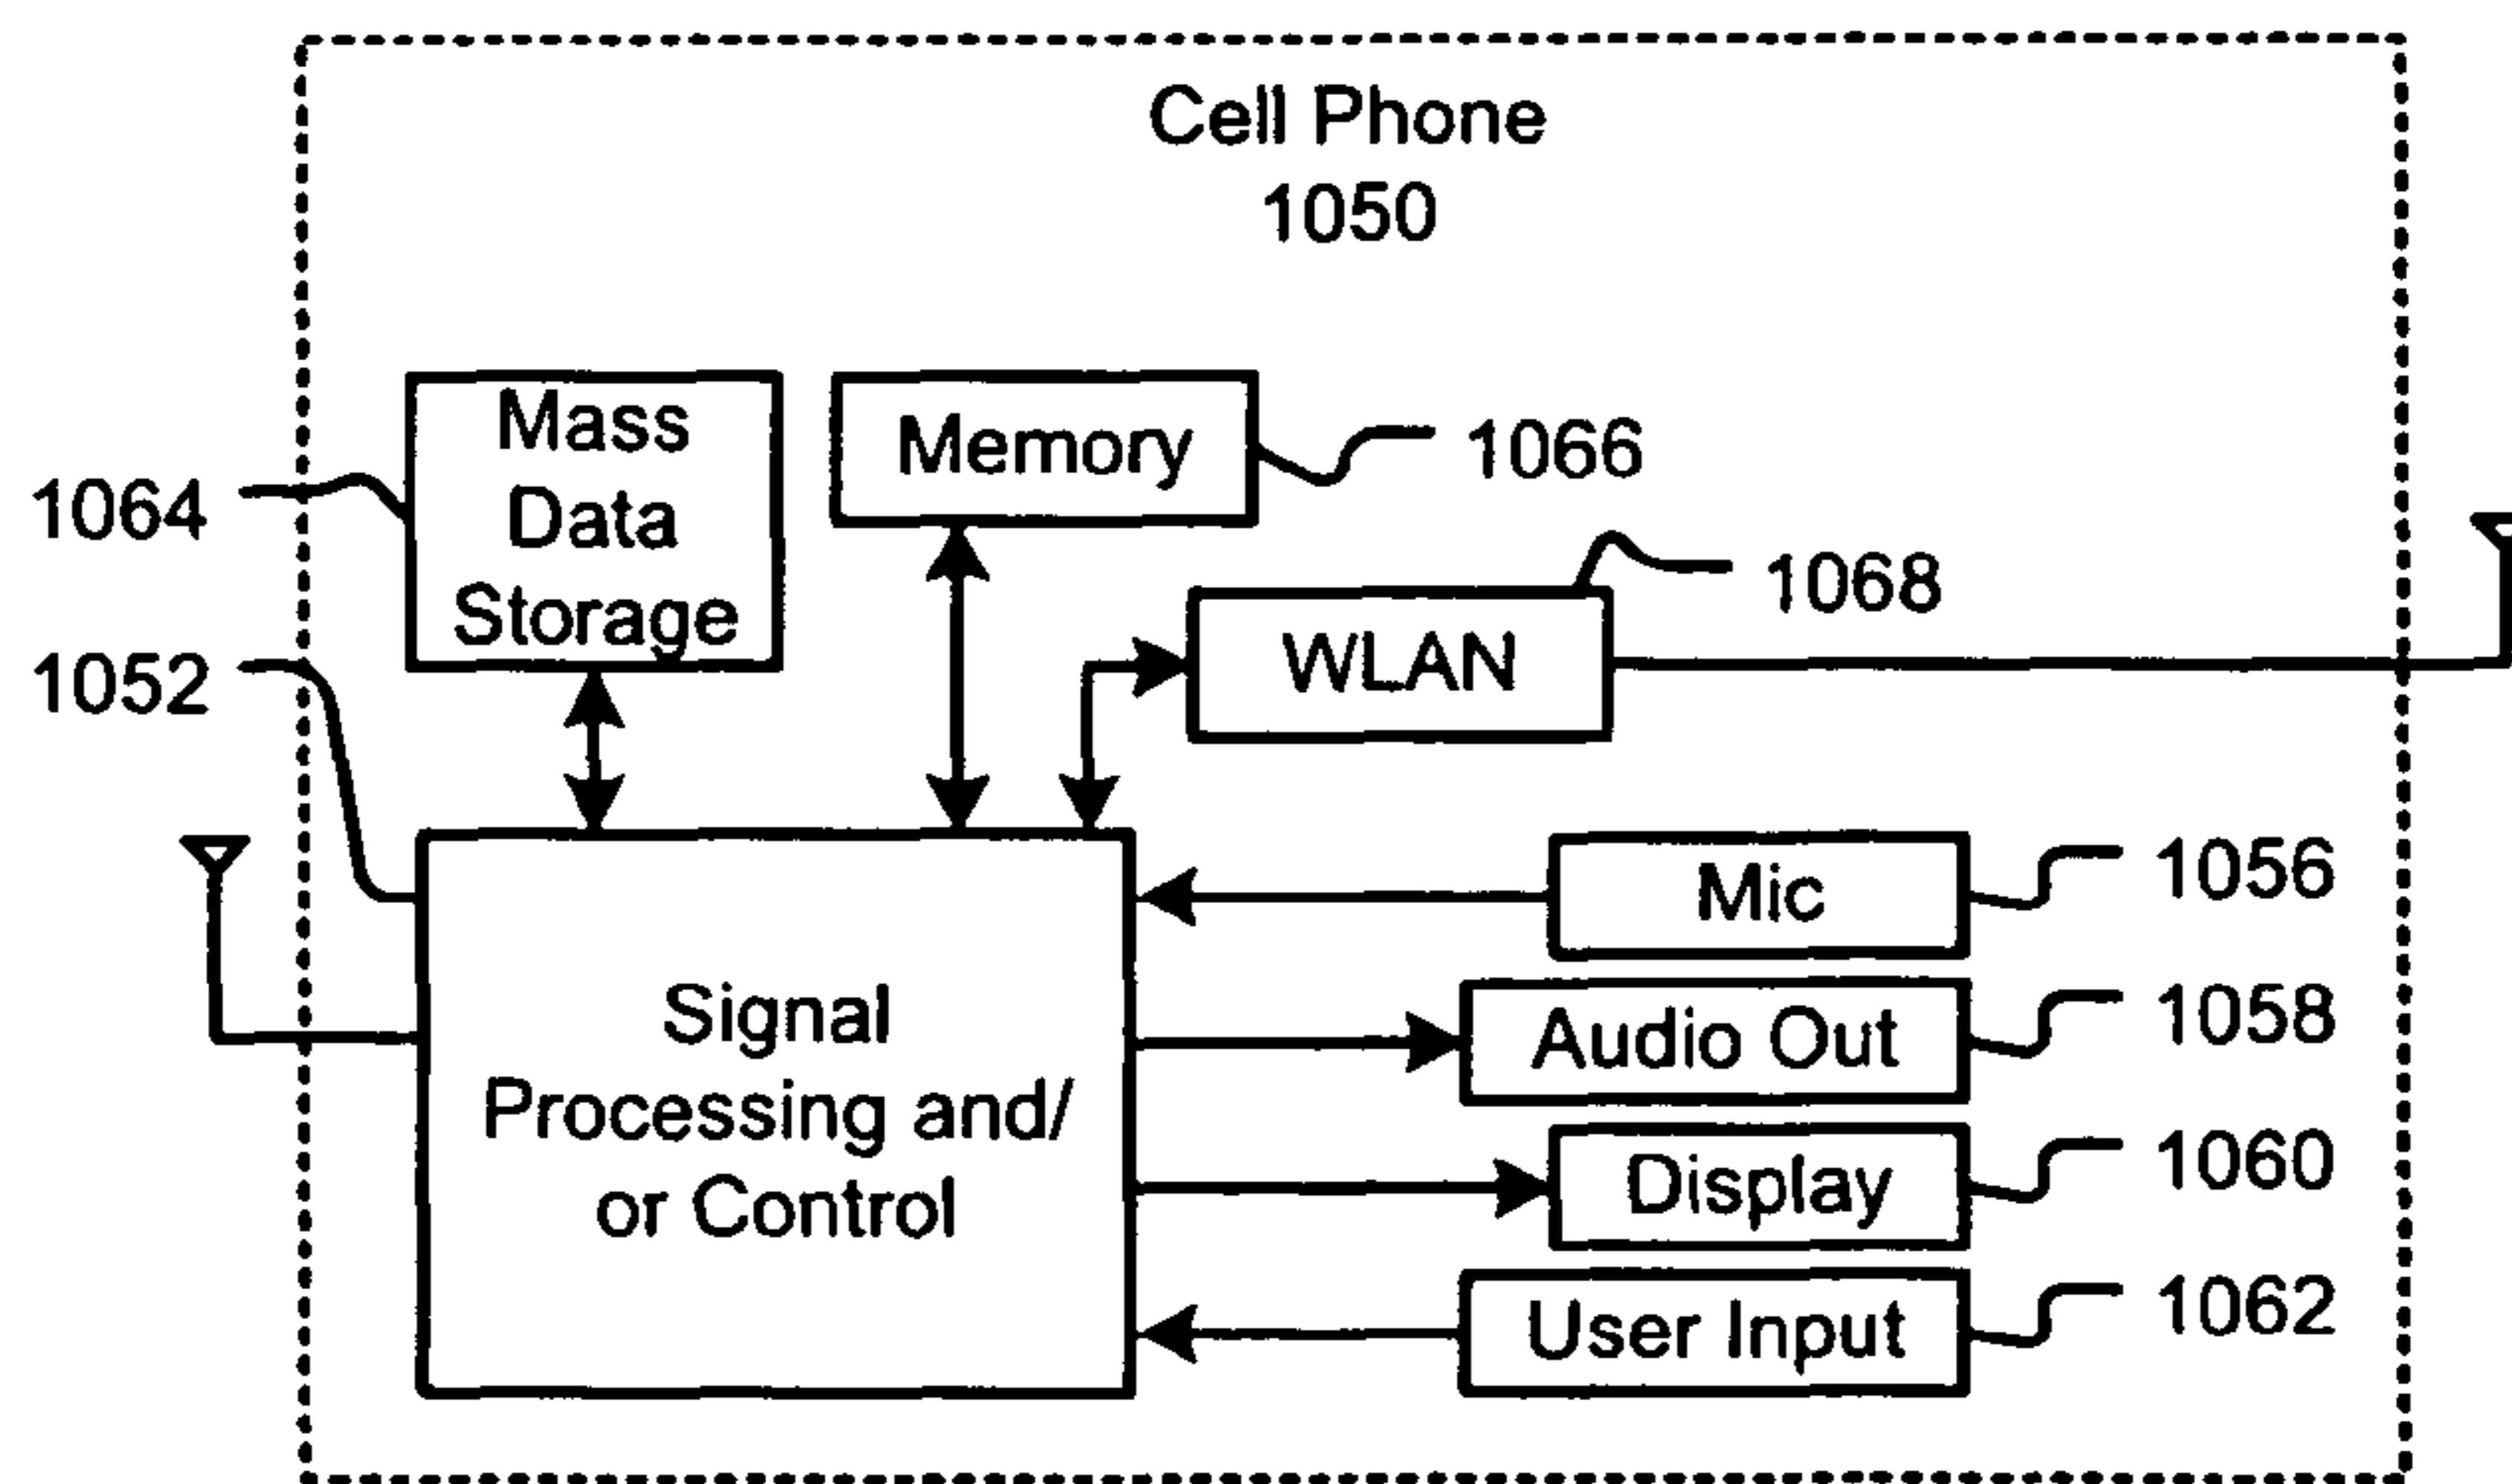 Cell Phone
1050
Mass
Data
Storage
Memory
1066
1064
WLAN
1068
1052
Mic
1056
Signal
Processing and/
or Control
Audio Out
1058
Display
1060
User Input
1062